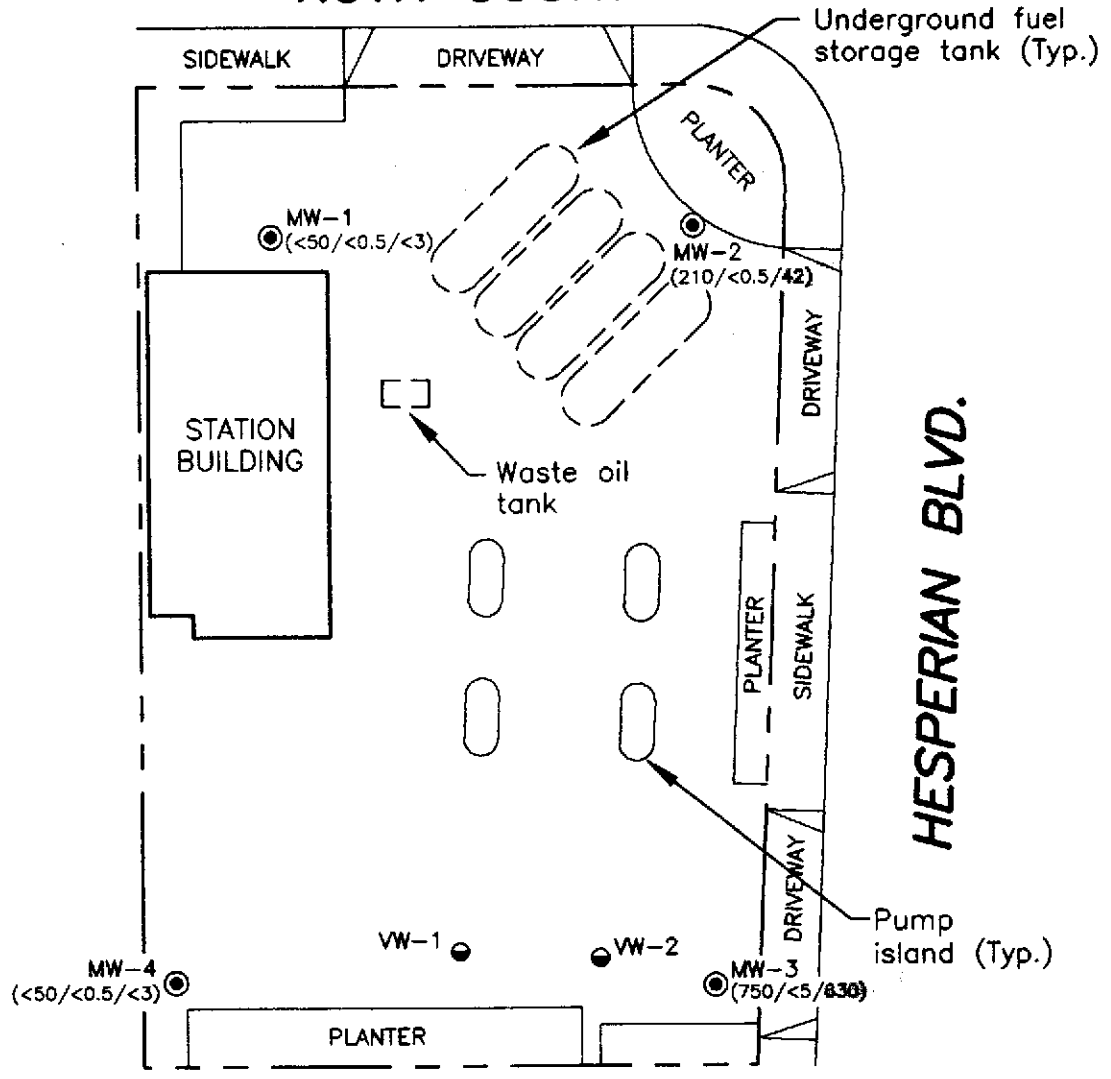 Underground fuel
storage tank (Typ.)
SIDEWALK
DRIVEWAY
PLANTER
MW-1
(<50/<0.5/<3)
MW-2
(210/<0.5/42)
DRIVEWAY
STATION
BUILDING
Waste oil
tank
HESPERIAN BLVD.
PLANTER
SIDEWALK
DRIVEWAY
Pump
island (Typ.)
VW-1
VW-2
MW-4
(<50/<0.5/<3)
MW-3
(750/<5/
PLANTER